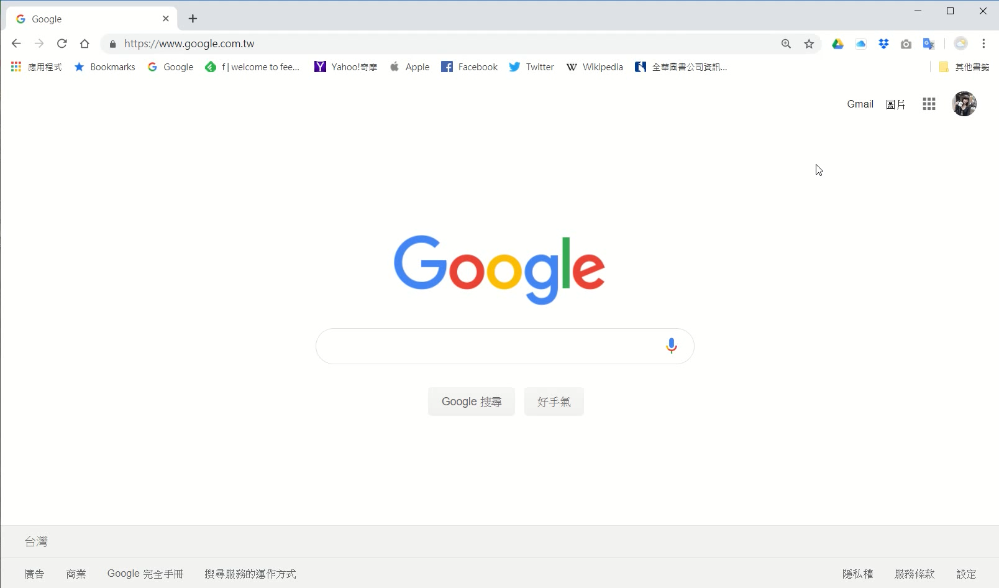 Google
https://www.google.com.tw
應用程式 Bookmarks Google f | welcome to fee... Yahoo!奇摩 Apple Facebook Twitter Wikipedia 全華圖書公司資訊... 其他書籤
Gmail 圖片
Google
Google 搜尋 好手氣
台灣
廣告 商業 Google 完全手冊 搜尋服務的運作方式 隱私權 服務條款 設定